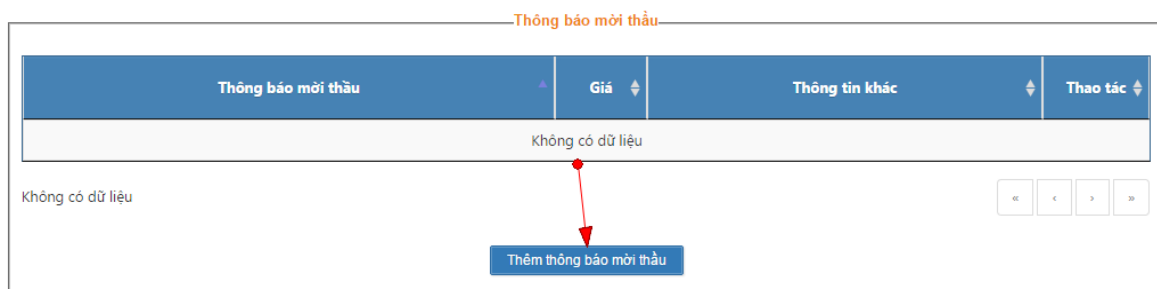 Thông báo mời thầu
Thông báo mời thầu Giá Thông tin khác Thao tác
Không có dữ liệu
Không có dữ liệu « ‹ › »
Thêm thông báo mời thầu